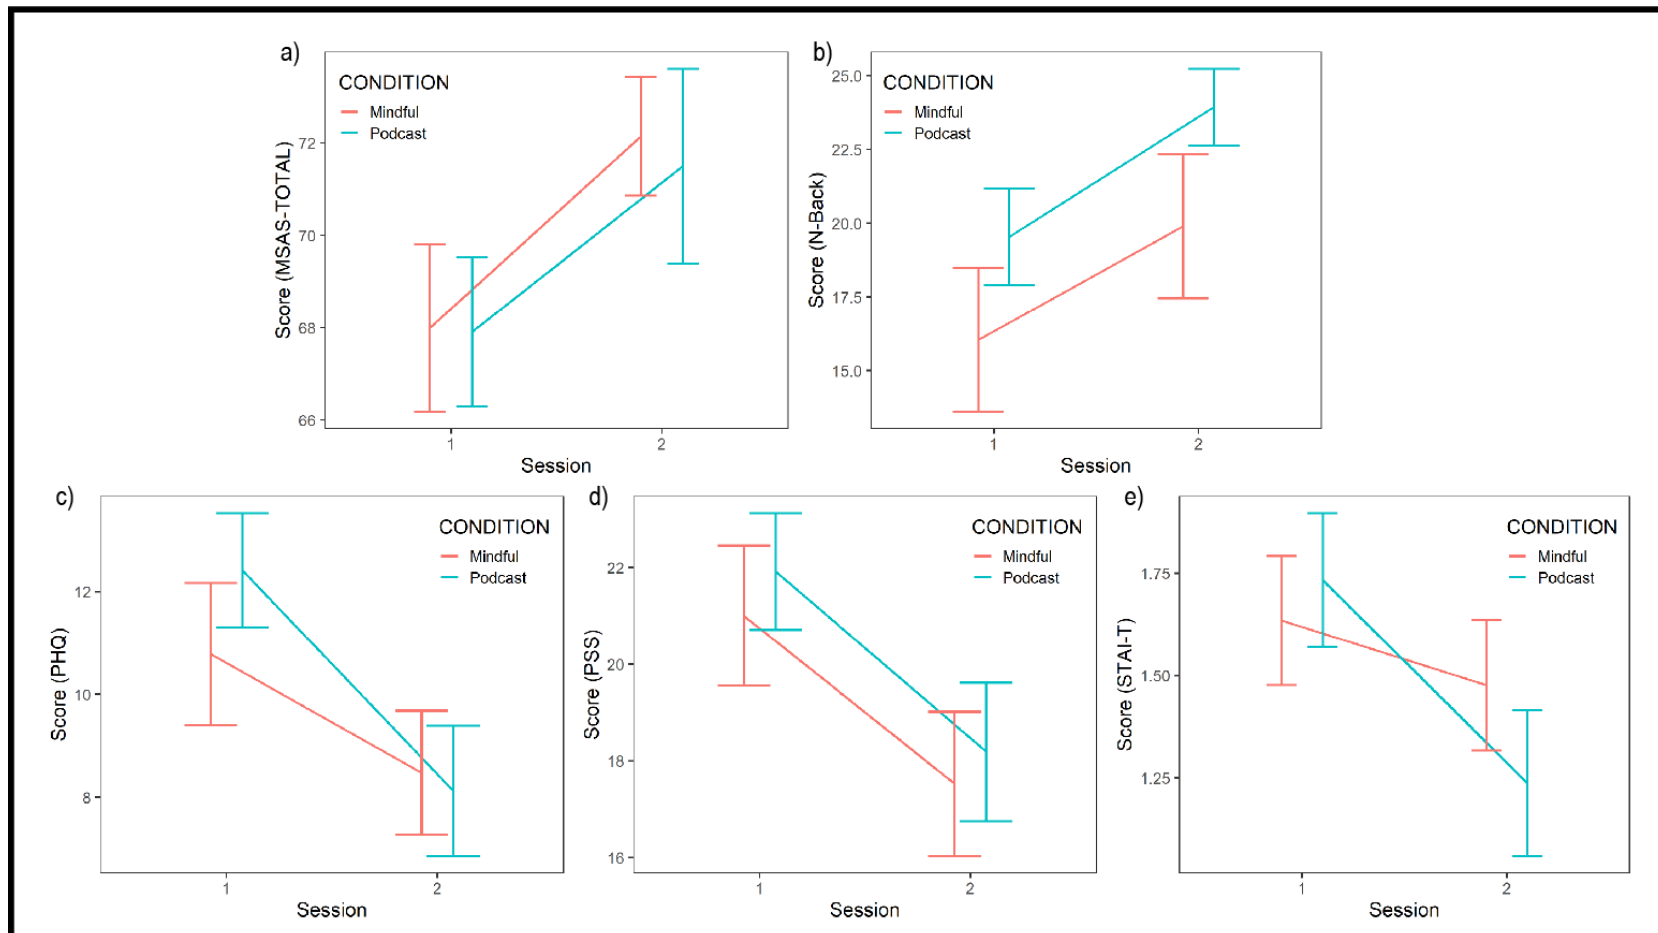 a)
CONDITION
Mindful
Podcast
Score (MSAS-TOTAL)
72
70
68
66
1
2
Session
b)
CONDITION
Mindful
Podcast
Score (N-Back)
25.0
22.5
20.0
17.5
15.0
1
2
Session
c)
CONDITION
Mindful
Podcast
Score (PHQ)
12
10
8
1
2
Session
d)
CONDITION
Mindful
Podcast
Score (PSS)
22
20
18
16
1
2
Session
e)
CONDITION
Mindful
Podcast
Score (STAI-T)
1.75
1.50
1.25
1
2
Session